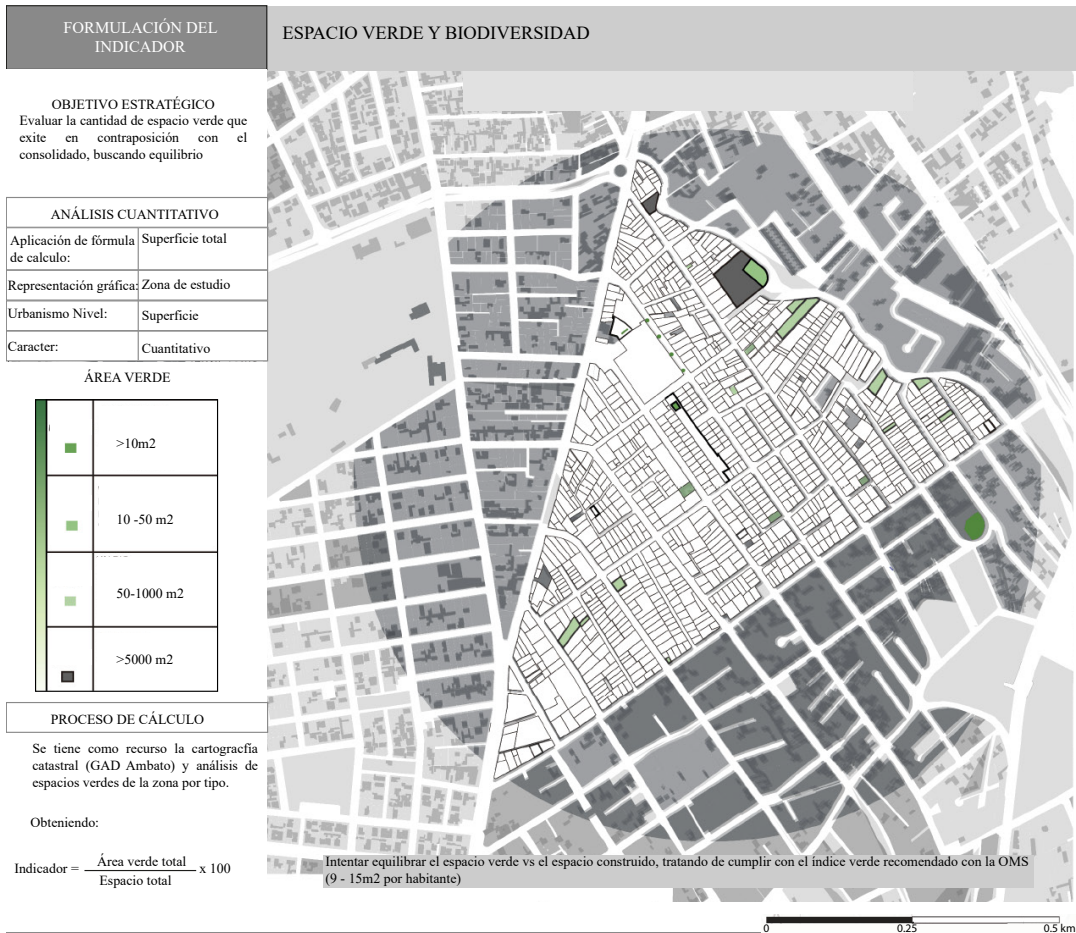 FORMULACIÓN DEL
INDICADOR
ESPACIO VERDE Y BIODIVERSIDAD
OBJETIVO ESTRATÉGICO
Evaluar la cantidad de espacio verde que
exite en contraposición con el
consolidado, buscando equilibrio
ANÁLISIS CUANTITATIVO
Aplicación de fórmula
de calculo:
Superficie total
Representación gráfica:
Zona de estudio
Urbanismo Nivel:
Superficie
Caracter:
Cuantitativo
ÁREA VERDE
>10m2
10 -50 m2
50-1000 m2
>5000 m2
PROCESO DE CÁLCULO
Se tiene como recurso la cartogracfía
catastral (GAD Ambato) y análisis de
espacios verdes de la zona por tipo.
Obteniendo:
Indicador = Área verde total x 100
Espacio total
Intentar equilibrar el espacio verde vs el espacio construido, tratando de cumplir con el índice verde recomendado con la OMS
(9 - 15m2 por habitante)
0 0.25 0.5 km